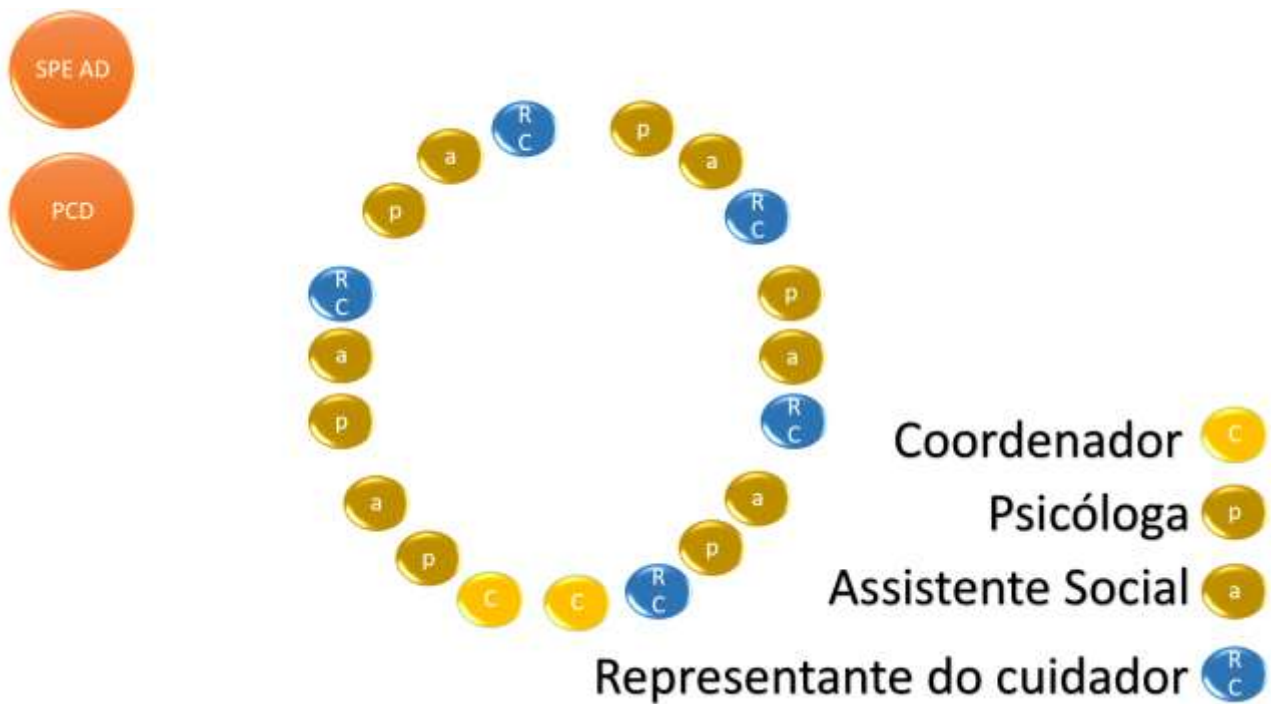 SPE AD
PCD
R
C
p
a
a
R
C
p
p
a
R
C
R
C
a
p
a
p
R
C
a
a
p
p
R
C
C
C
Coordenador C
Psicóloga p
Assistente Social a
Representante do cuidador R
C